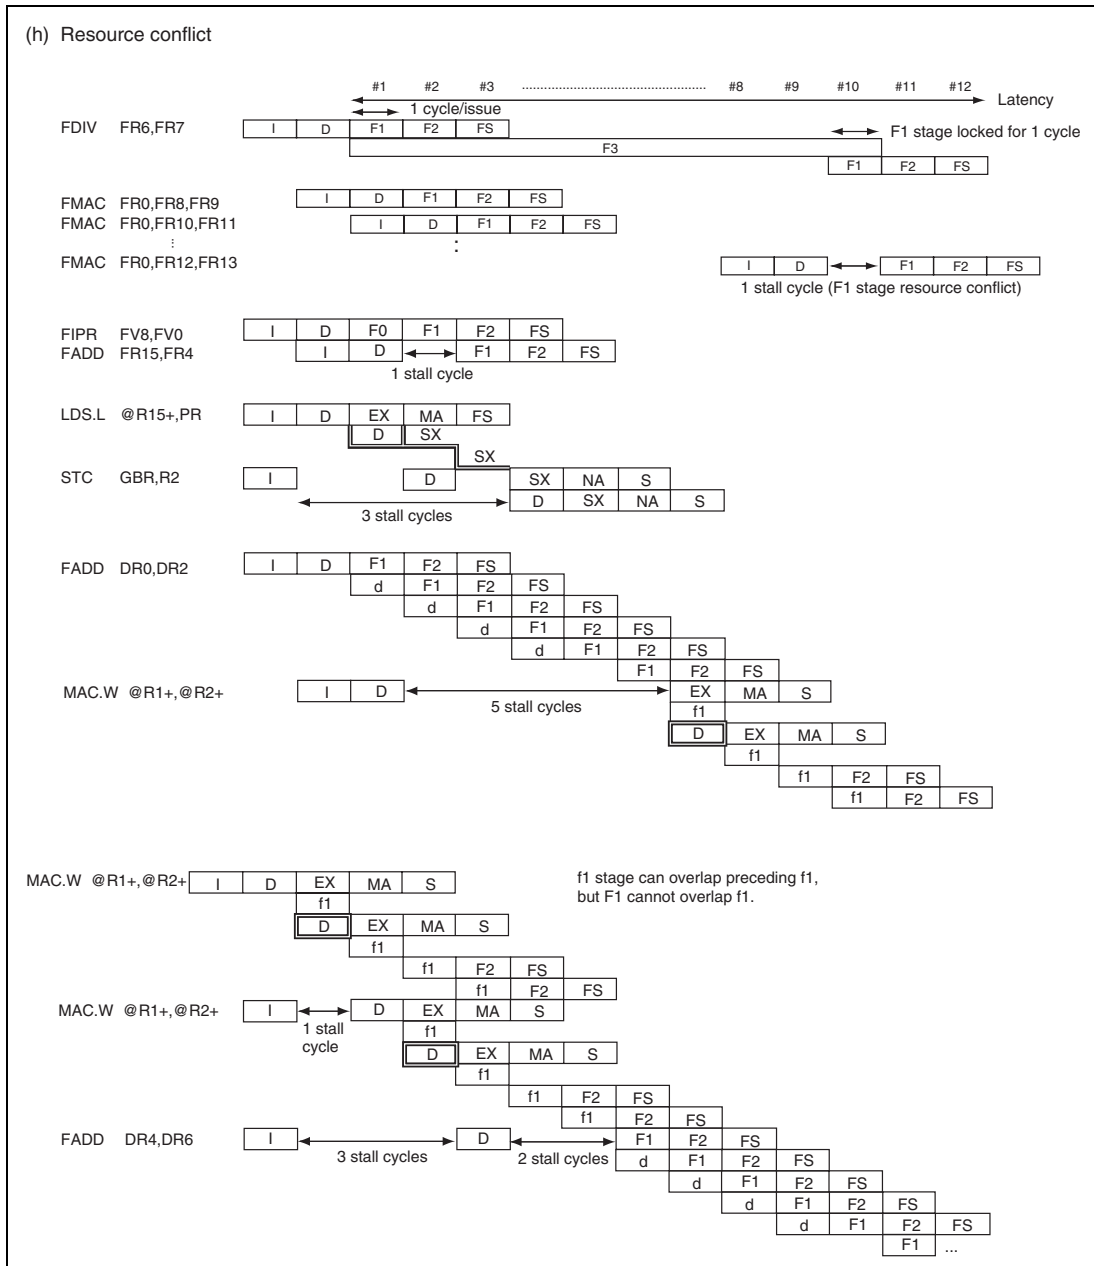 (h) Resource conflict
#1 #2 #3 ........................................................ #8 #9 #10 #11 #12
Latency
1 cycle/issue
FDIV FR6,FR7 I D F1 F2 FS
F1 stage locked for 1 cycle
F3
F1 F2 FS
FMAC FR0,FR8,FR9 I D F1 F2 FS
FMAC FR0,FR10,FR11 I D F1 F2 FS
⋮ :
FMAC FR0,FR12,FR13 I D F1 F2 FS
1 stall cycle (F1 stage resource conflict)
FIPR FV8,FV0 I D F0 F1 F2 FS
FADD FR15,FR4 I D F1 F2 FS
1 stall cycle
LDS.L @R15+,PR I D EX MA FS
D SX
SX
STC GBR,R2 I D SX NA S
D SX NA S
3 stall cycles
FADD DR0,DR2 I D F1 F2 FS
d F1 F2 FS
d F1 F2 FS
d F1 F2 FS
d F1 F2 FS
F1 F2 FS
MAC.W @R1+,@R2+ I D EX MA S
5 stall cycles
f1
D EX MA S
f1
f1 F2 FS
f1 F2 FS
MAC.W @R1+,@R2+ I D EX MA S
f1 stage can overlap preceding f1,
but F1 cannot overlap f1.
f1
D EX MA S
f1
f1 F2 FS
f1 F2 FS
MAC.W @R1+,@R2+ I D EX MA S
1 stall
cycle
f1
D EX MA S
f1
f1 F2 FS
f1 F2 FS
FADD DR4,DR6 I D F1 F2 FS
3 stall cycles 2 stall cycles
d F1 F2 FS
d F1 F2 FS
d F1 F2 FS
d F1 F2 FS
F1 ...